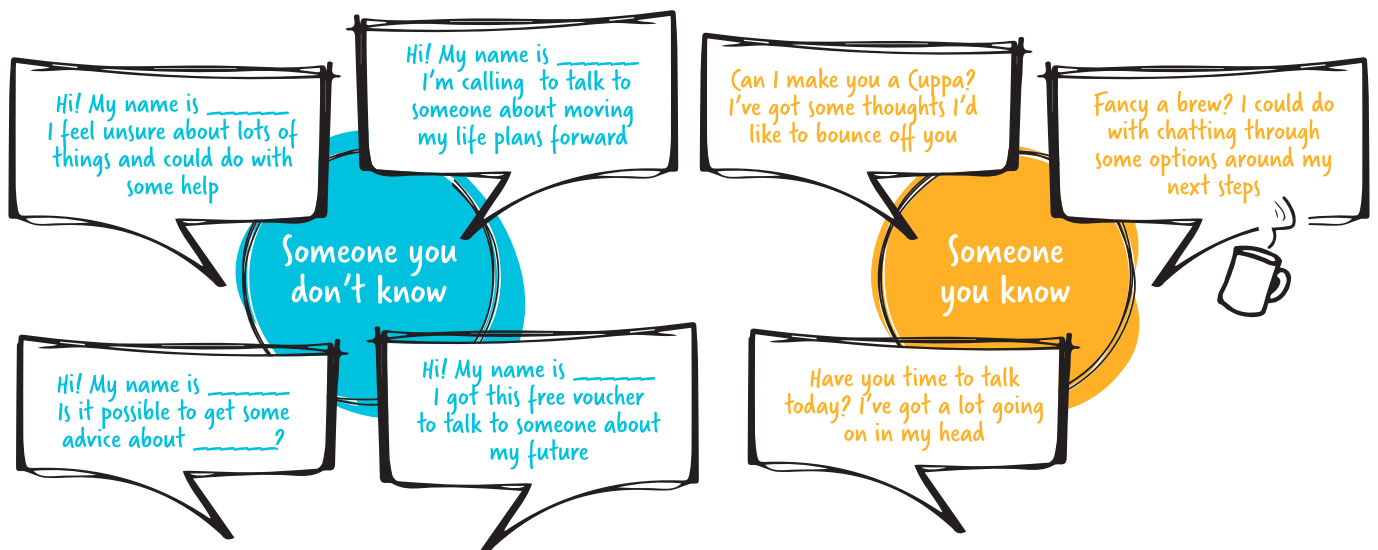 Hi! My name is ________
I feel unsure about lots of
things and could do with
some help
Hi! My name is ________
I'm calling to talk to
someone about moving
my life plans forward
Someone you
don't know
Hi! My name is ________
Is it possible to get some
advice about ________?
Hi! My name is ________
I got this free voucher
to talk to someone about
my future
Can I make you a Cuppa?
I've got some thoughts I'd
like to bounce off you
Fancy a brew? I could do
with chatting through
some options around my
next steps
Someone
you know
Have you time to talk
today? I've got a lot going
on in my head